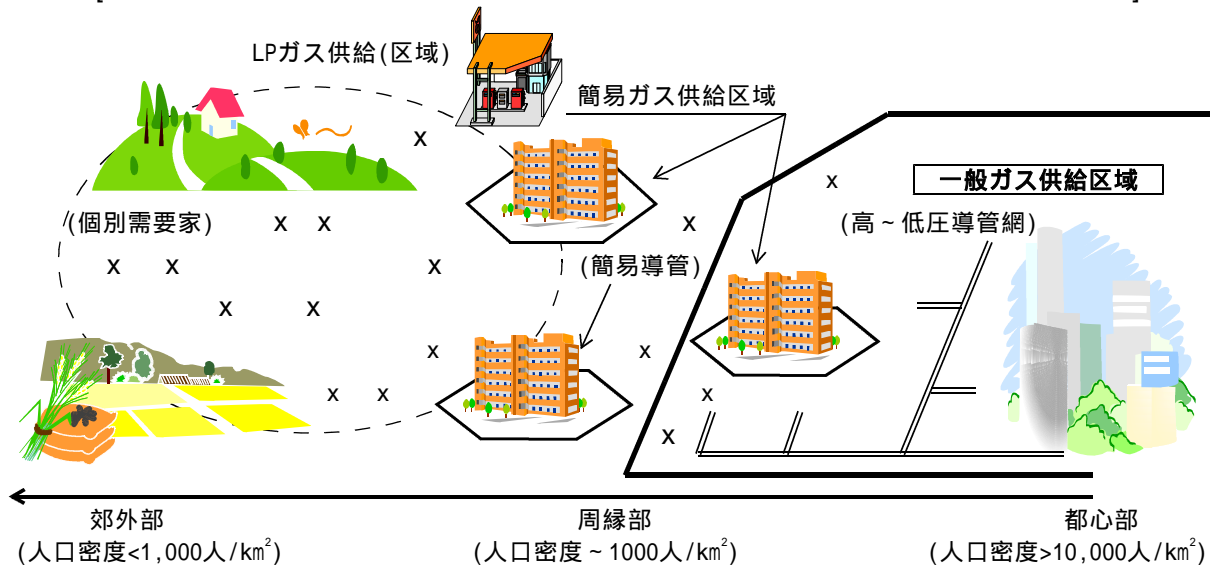 LPガス供給(区域)
簡易ガス供給区域
x
x
一般ガス供給区域
(個別需要家)
x x
x
(高~低圧導管網)
x x
x
(簡易導管)
x x
x
x
x x
x
x
郊外部
周縁部
都心部
(人口密度<1,000人/km²)
(人口密度~1000人/km²)
(人口密度>10,000人/km²)